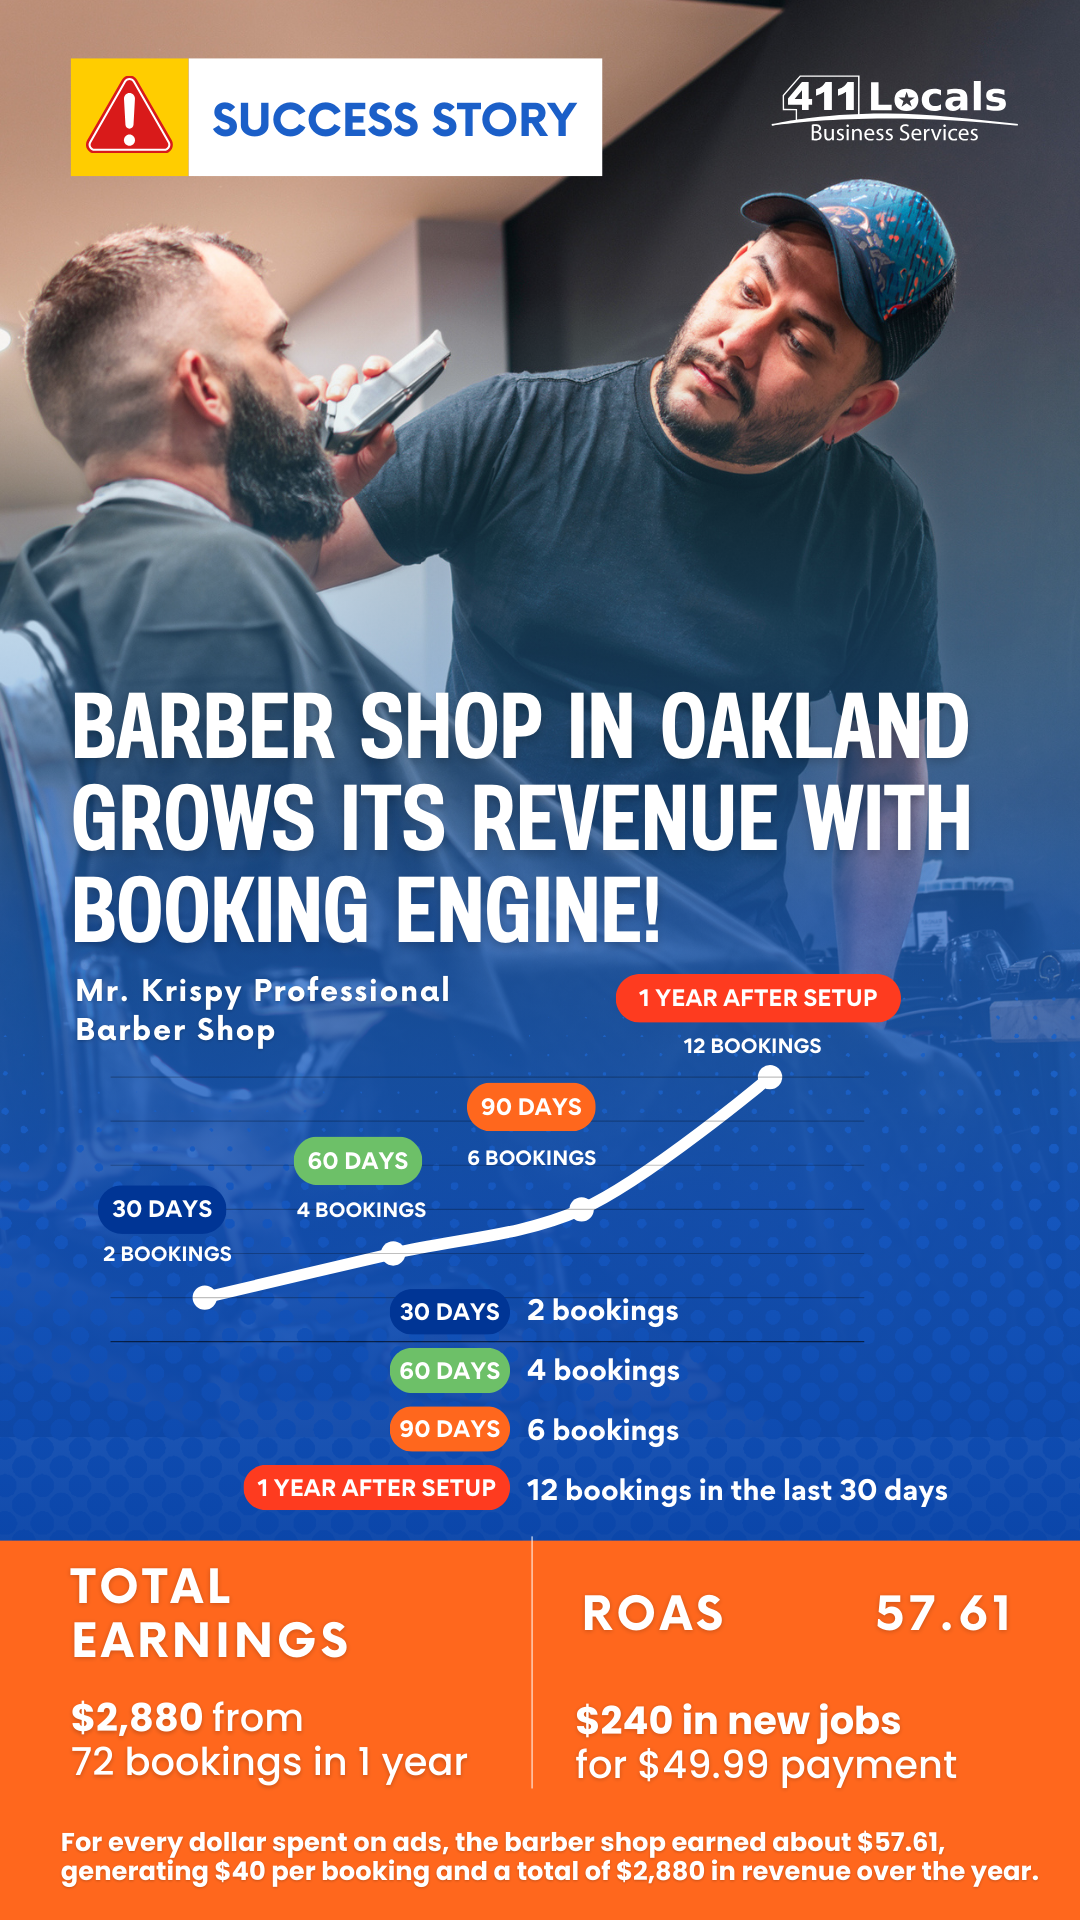 SUCCESS STORY
411 Locals
Business Services
BARBER SHOP IN OAKLAND
GROWS ITS REVENUE WITH
BOOKING ENGINE!
Mr. Krispy Professional
Barber Shop
1 YEAR AFTER SETUP
12 BOOKINGS
90 DAYS
6 BOOKINGS
60 DAYS
4 BOOKINGS
30 DAYS
2 BOOKINGS
30 DAYS 2 bookings
60 DAYS 4 bookings
90 DAYS 6 bookings
1 YEAR AFTER SETUP 12 bookings in the last 30 days
TOTAL
EARNINGS
$2,880 from
72 bookings in 1 year
ROAS 57.61
$240 in new jobs
for $49.99 payment
For every dollar spent on ads, the barber shop earned about $57.61,
generating $40 per booking and a total of $2,880 in revenue over the year.